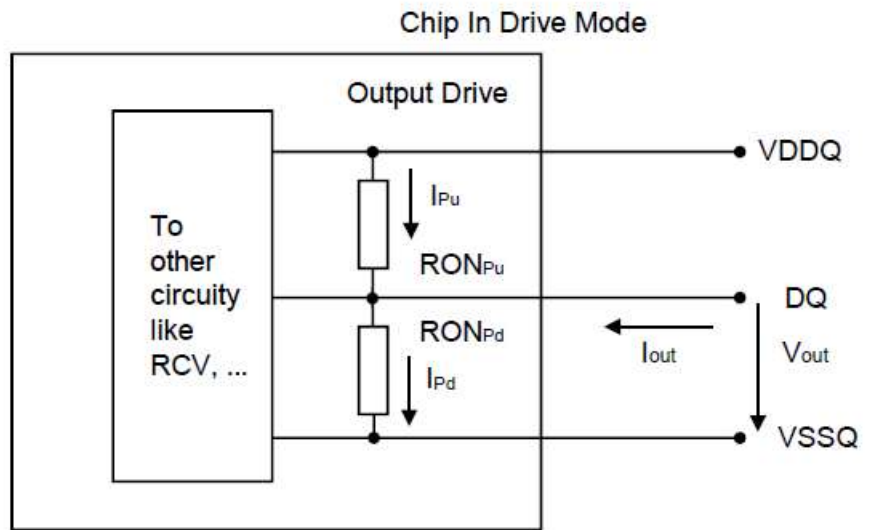 Chip In Drive Mode
Output Drive
VDDQ
IPu
To
other
circuity
like
RCV, ...
RONPu
DQ
RONPd
Iout
Vout
IPd
VSSQ